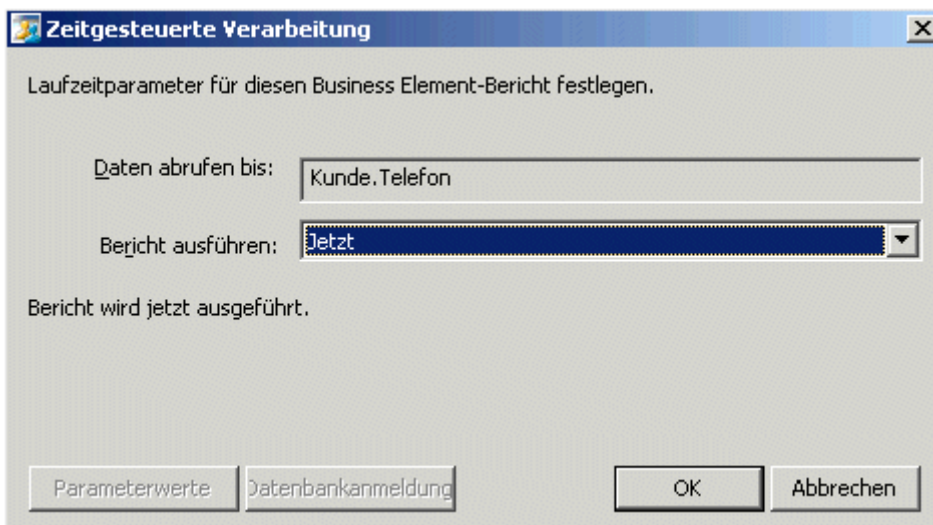 Zeitgesteuerte Verarbeitung
Laufzeitparameter für diesen Business Element-Bericht festlegen.
Daten abrufen bis: Kunde.Telefon
Bericht ausführen: Jetzt
Bericht wird jetzt ausgeführt.
Parameterwerte Datenbankanmeldung OK Abbrechen